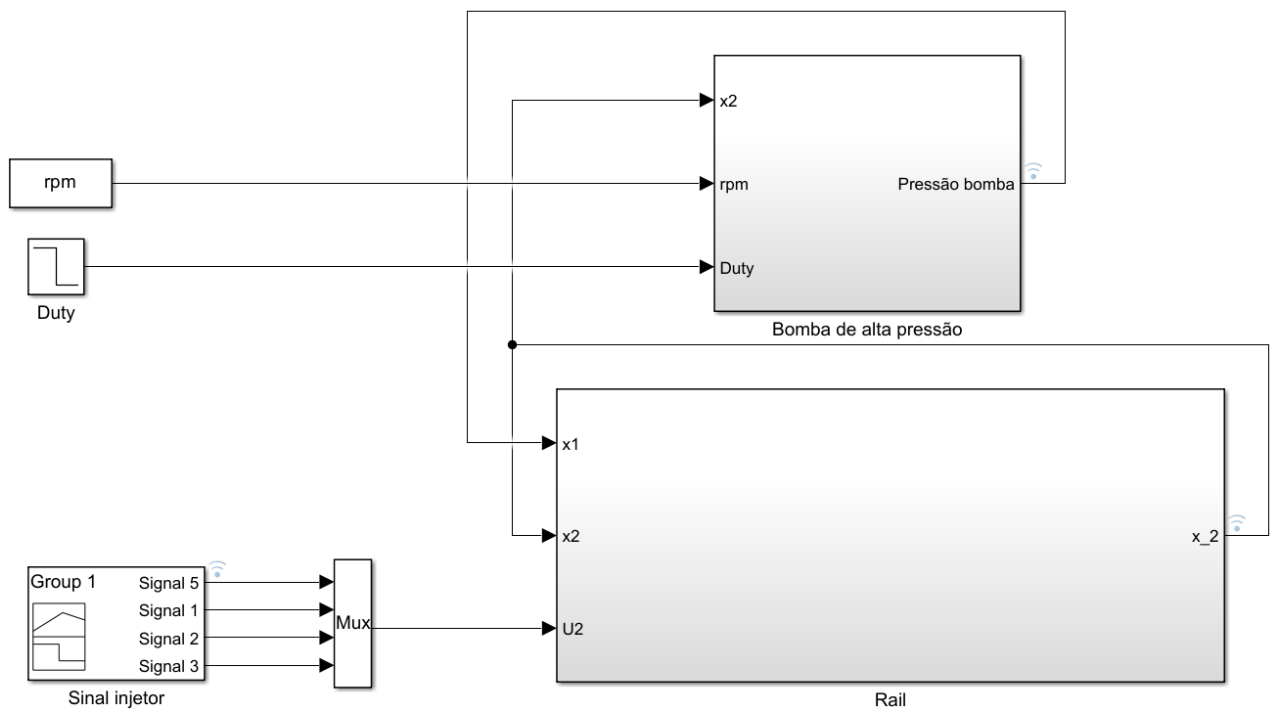 x2
rpm
rpm
Pressão bomba
Duty
Duty
Bomba de alta pressão
x1
x2
x_2
Group 1
Signal 5
Signal 1
Signal 2
Signal 3
Mux
U2
Sinal injetor
Rail